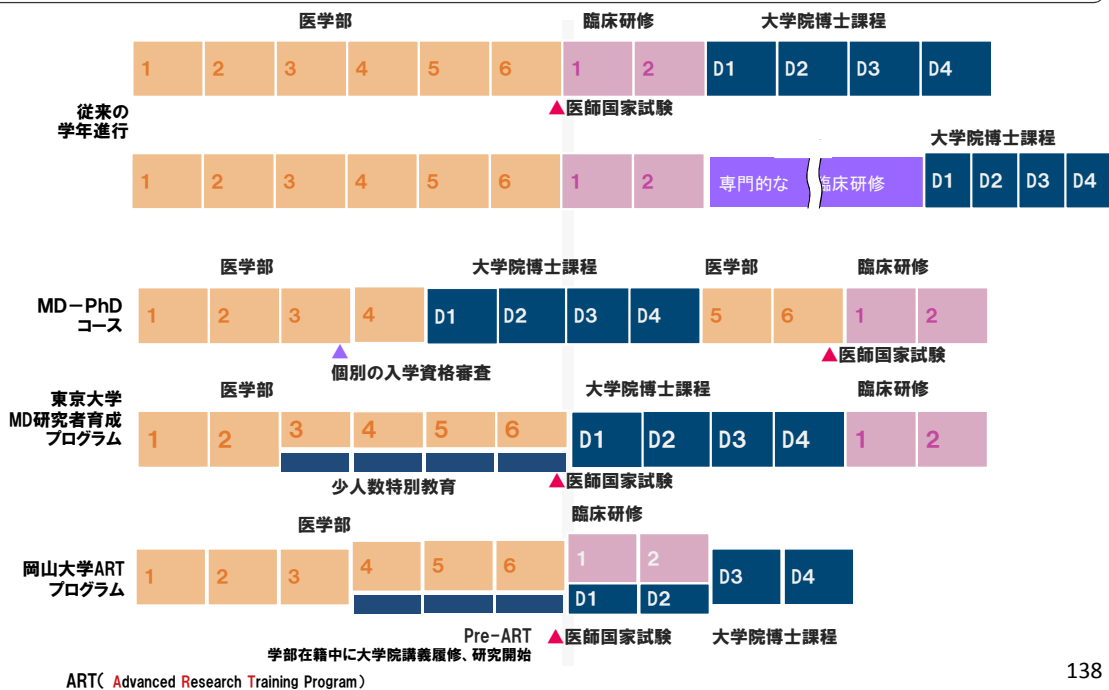 医学部 臨床研修 大学院博士課程
1 2 3 4 5 6 1 2 D1 D2 D3 D4
▲医師国家試験
従来の
学年進行
大学院博士課程
1 2 3 4 5 6 1 2 専門的な 臨床研修 D1 D2 D3 D4
医学部 大学院博士課程 医学部 臨床研修
MD－PhD
コース
1 2 3 4 D1 D2 D3 D4 5 6 1 2
▲医師国家試験
個別の入学資格審査
東京大学
MD研究者育成
プログラム
医学部 大学院博士課程 臨床研修
1 2 3 4 5 6 D1 D2 D3 D4 1 2
少人数特別教育 ▲医師国家試験
医学部 臨床研修
岡山大学ART
プログラム
1 2 3 4 5 6 1 2 D3 D4
D1 D2
Pre-ART ▲医師国家試験 大学院博士課程
学部在籍中に大学院講義履修、研究開始
ART( Advanced Research Training Program)
138